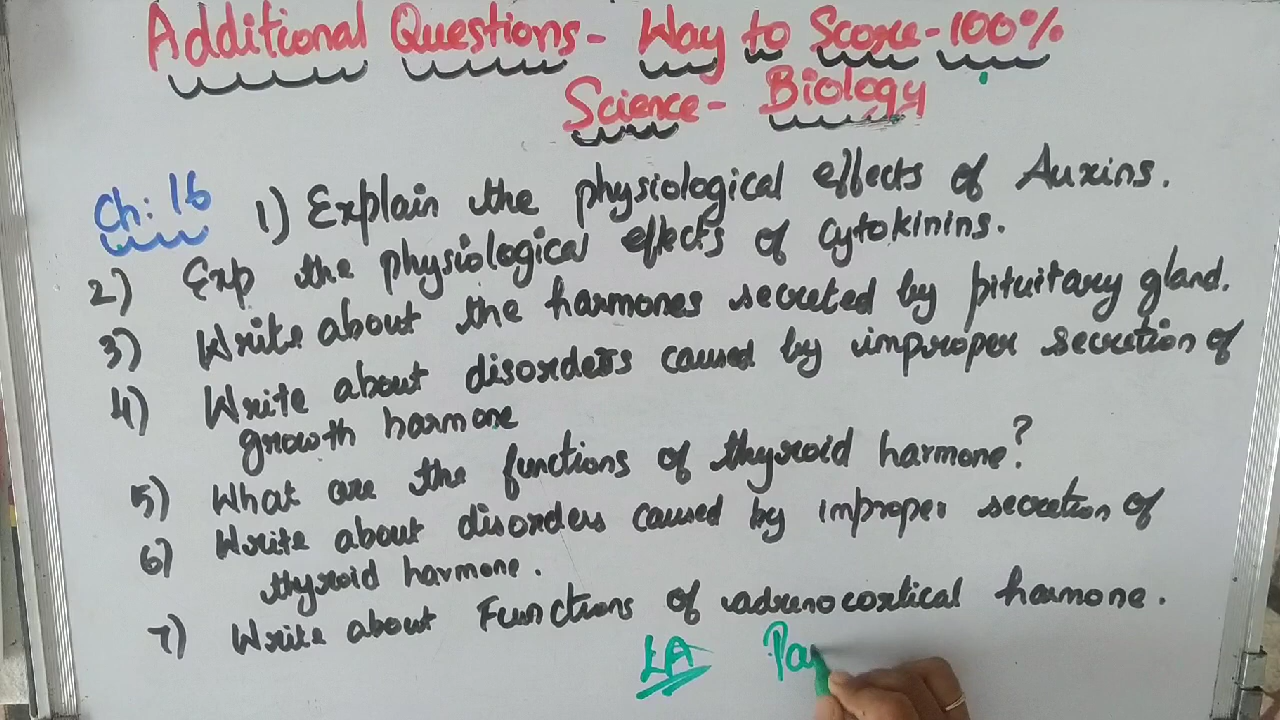 Additional Questions - Way to Score - 100%
Science - Biology
Ch: 16 1) Explain the physiological effects of Auxins.
2) Exp the physiological effects of cytokinins.
3) Write about the harmones secreted by pituitary gland.
4) Write about disorders caused by improper secretion of
growth harmone
5) What are the functions of thyroid harmone?
6) Write about disorders caused by improper secretion of
thyroid harmone.
7) Write about Functions of adrenocortical harmone.
LA